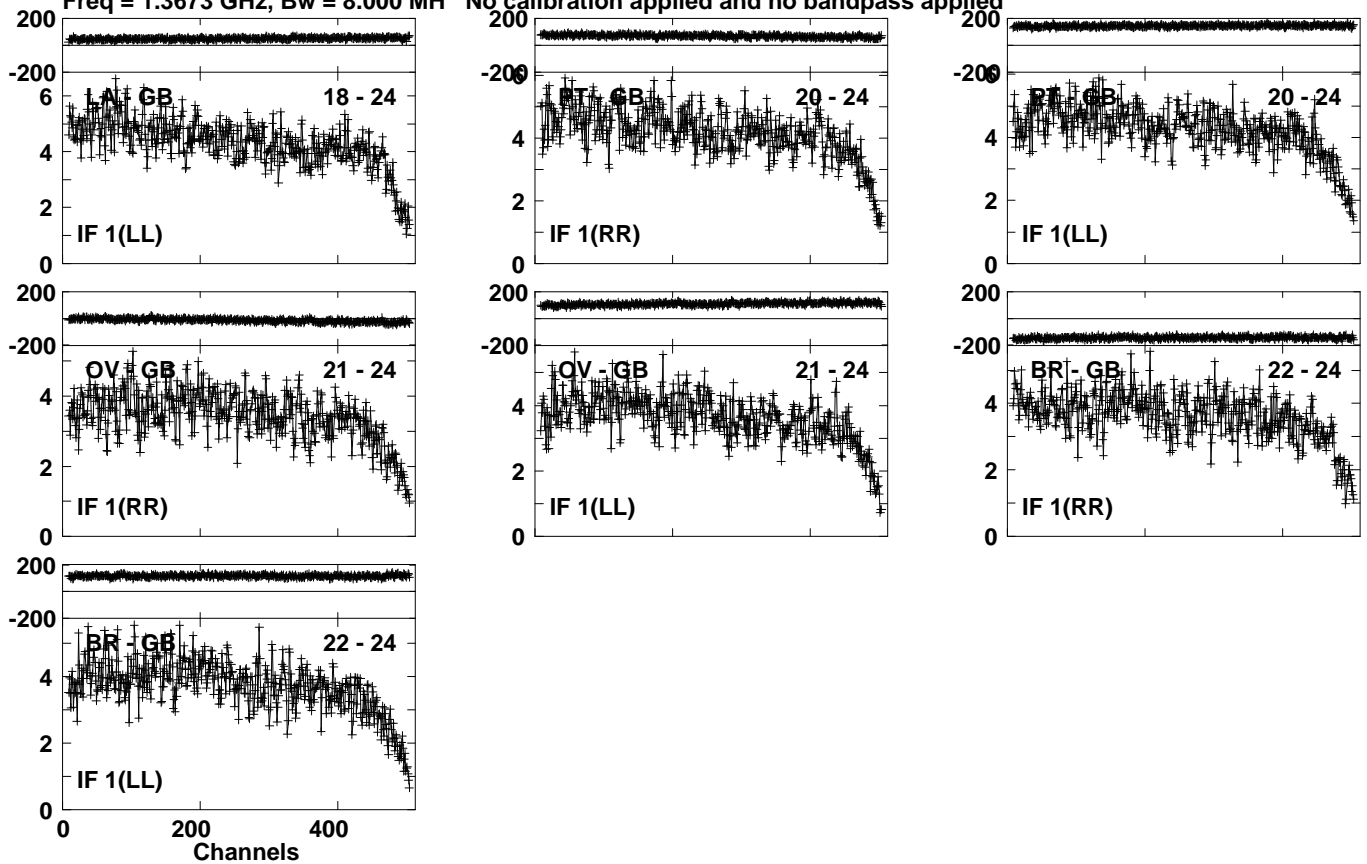 Freq = 1.3673 GHz, Bw = 8.000 MH No calibration applied and no bandpass applied
200
-200
LA - GB 18 - 24
6
4
2
0
IF 1(LL)
200
-200
6
PT - GB 20 - 24
4
2
0
IF 1(RR)
200
-200
6
PT - GB 20 - 24
4
2
0
IF 1(LL)
200
-200
OV - GB 21 - 24
4
2
0
IF 1(RR)
200
-200
OV - GB 21 - 24
4
2
0
IF 1(LL)
200
-200
BR - GB 22 - 24
4
2
0
IF 1(RR)
200
-200
BR - GB 22 - 24
4
2
0
IF 1(LL)
0 200 400
Channels